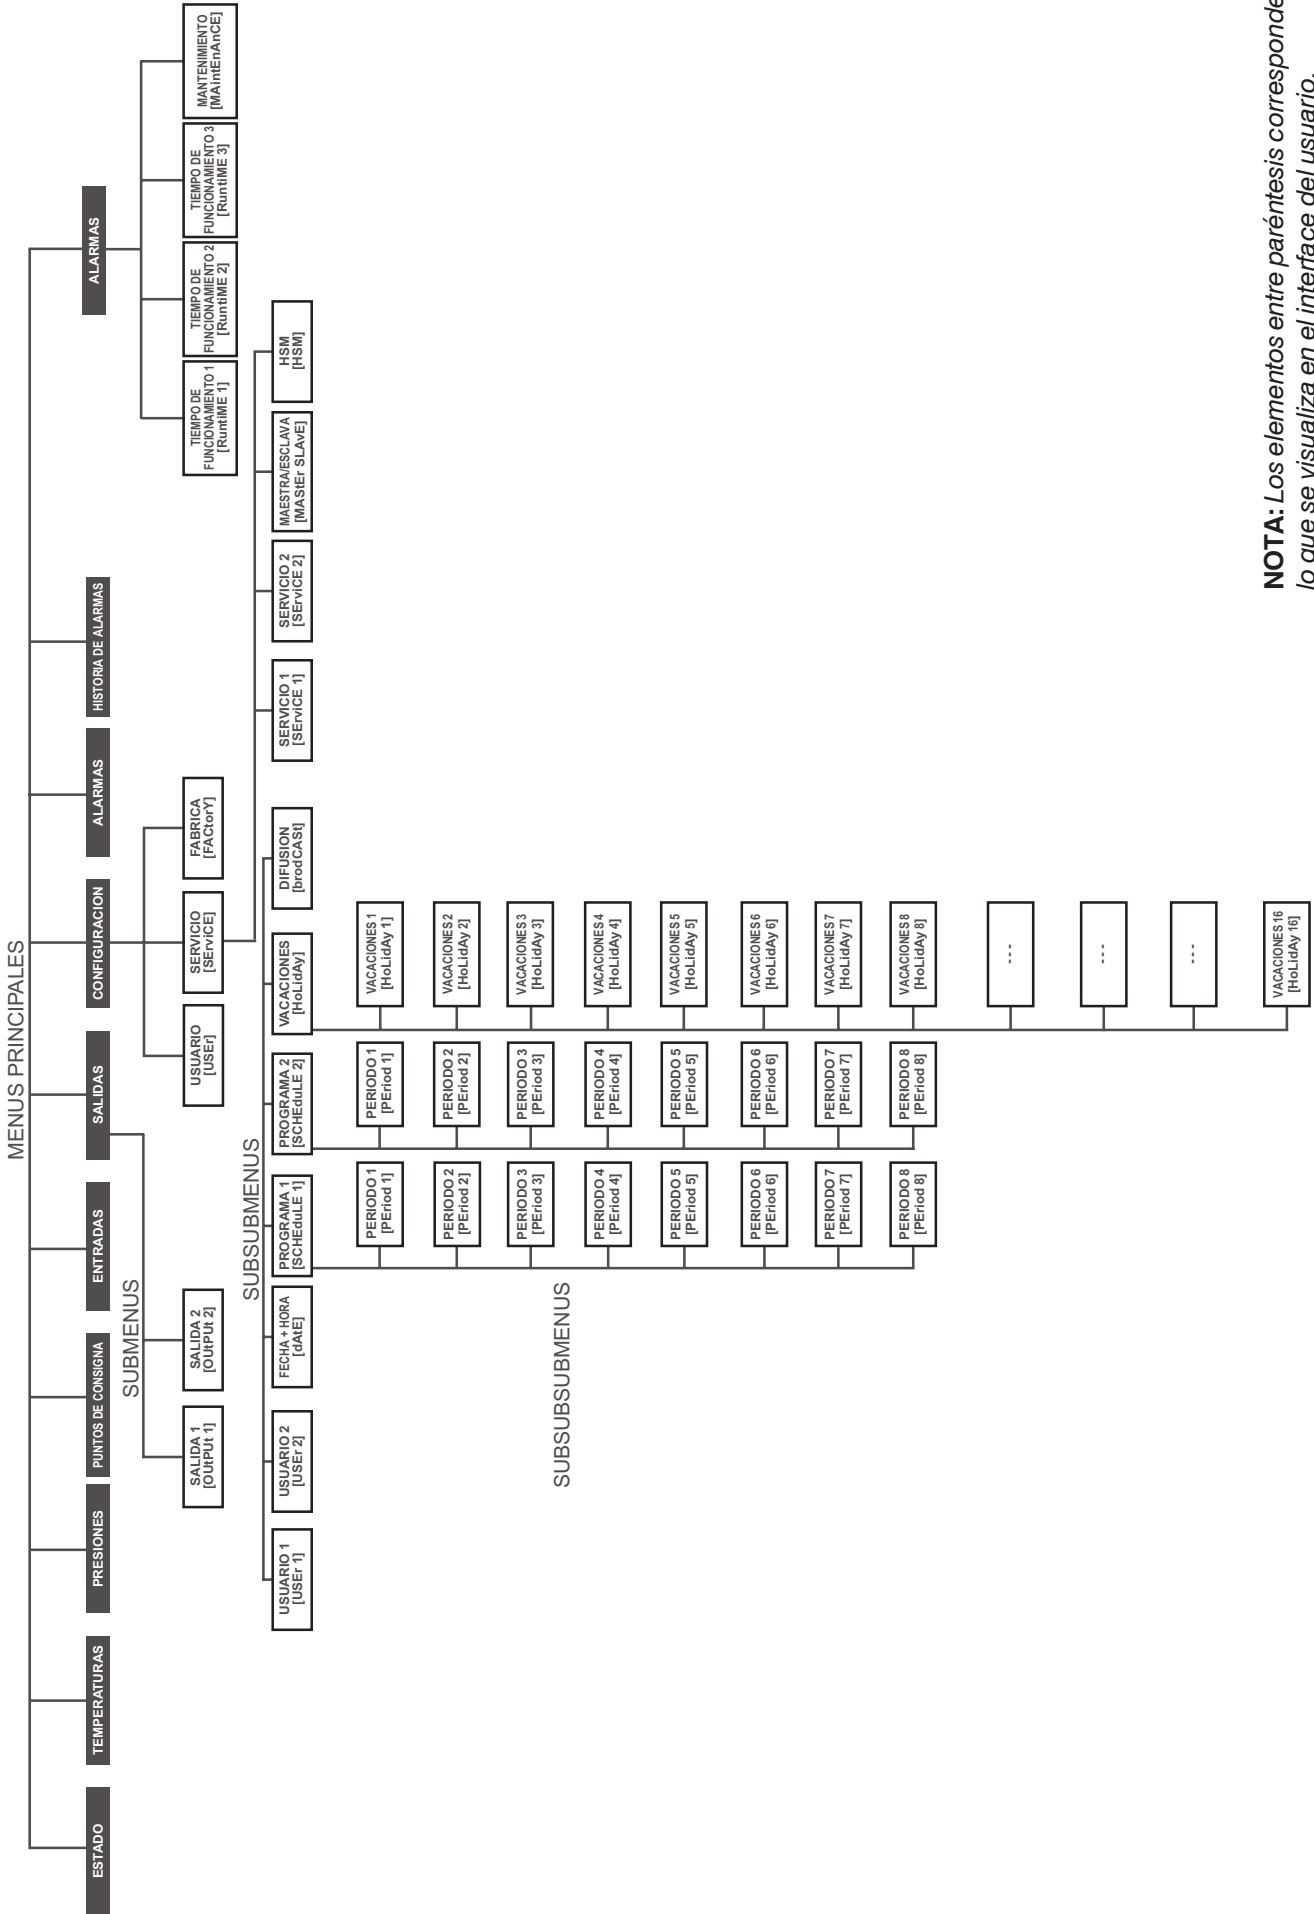 MENUS PRINCIPALES
ESTADO
TEMPERATURAS
PRESIONES
PUNTOS DE CONSIGNA
ENTRADAS
SALIDAS
CONFIGURACION
ALARMAS
HISTORIA DE ALARMAS
ALARMAS
SUBMENUS
SALIDA 1
[OUtPUt 1]
SALIDA 2
[OUtPUt 2]
USUARIO
[USEr]
SERVICIO
[SErviCE]
FABRICA
[FACtorY]
TIEMPO DE
FUNCIONAMIENTO 1
[RuntiME 1]
TIEMPO DE
FUNCIONAMIENTO 2
[RuntiME 2]
TIEMPO DE
FUNCIONAMIENTO 3
[RuntiME 3]
MANTENIMIENTO
[MAintEnAnCE]
SUBSUBMENUS
USUARIO 1
[USEr 1]
USUARIO 2
[USEr 2]
FECHA + HORA
[dAtE]
PROGRAMA 1
[SCHEduLE 1]
PROGRAMA 2
[SCHEduLE 2]
VACACIONES
[HoLidAy]
DIFUSION
[brodCASt]
SERVICIO 1
[SErviCE 1]
SERVICIO 2
[SErviCE 2]
MAESTRA/ESCLAVA
[MAStEr SLAvE]
HSM
[HSM]
SUBSUBSUBMENUS
PERIODO 1
[PEriod 1]
PERIODO 2
[PEriod 2]
PERIODO 3
[PEriod 3]
PERIODO 4
[PEriod 4]
PERIODO 5
[PEriod 5]
PERIODO 6
[PEriod 6]
PERIODO 7
[PEriod 7]
PERIODO 8
[PEriod 8]
PERIODO 1
[PEriod 1]
PERIODO 2
[PEriod 2]
PERIODO 3
[PEriod 3]
PERIODO 4
[PEriod 4]
PERIODO 5
[PEriod 5]
PERIODO 6
[PEriod 6]
PERIODO 7
[PEriod 7]
PERIODO 8
[PEriod 8]
VACACIONES 1
[HoLidAy 1]
VACACIONES 2
[HoLidAy 2]
VACACIONES 3
[HoLidAy 3]
VACACIONES 4
[HoLidAy 4]
VACACIONES 5
[HoLidAy 5]
VACACIONES 6
[HoLidAy 6]
VACACIONES 7
[HoLidAy 7]
VACACIONES 8
[HoLidAy 8]
---
---
---
VACACIONES 16
[HoLidAy 16]
NOTA: Los elementos entre paréntesis corresponde
lo que se visualiza en el interface del usuario.